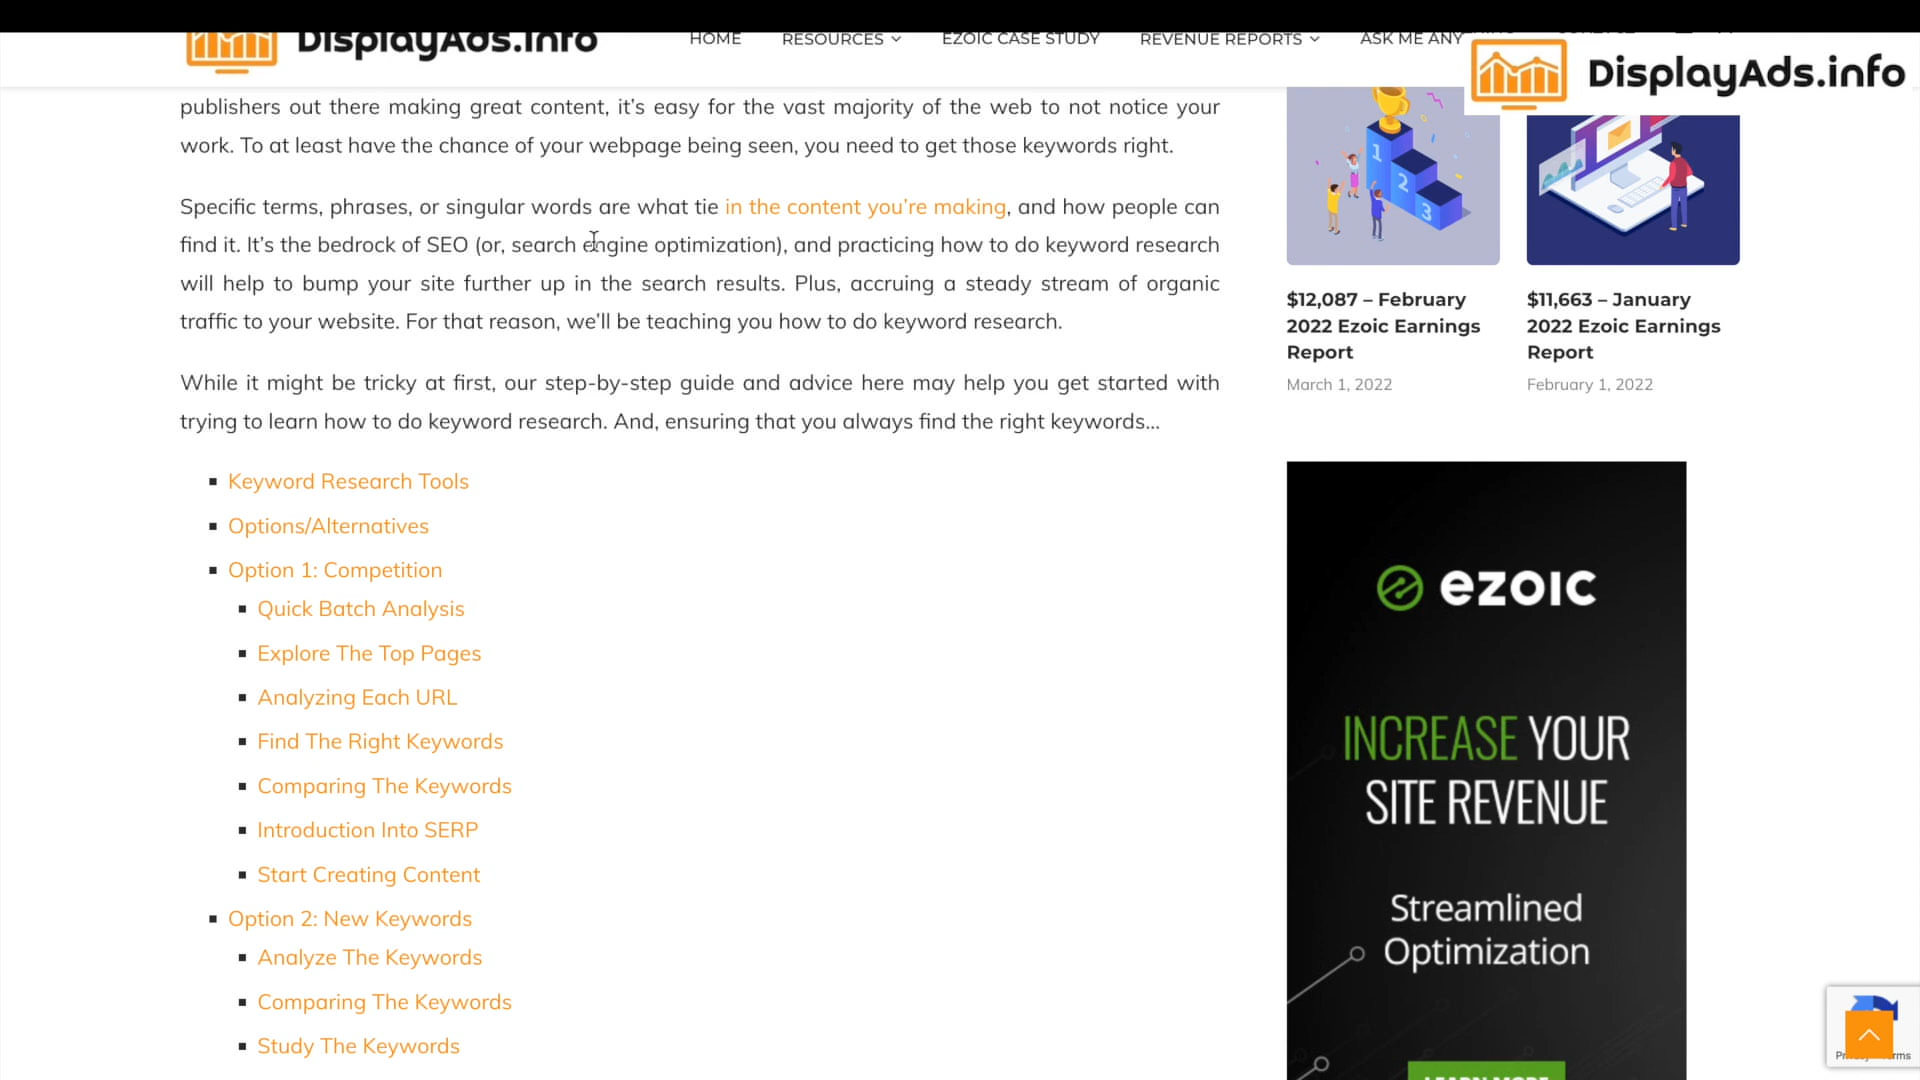 DisplayAds.info
HOME
RESOURCES
EZOIC CASE STUDY
REVENUE REPORTS
ASK ME ANY
DisplayAds.info
publishers out there making great content, it’s easy for the vast majority of the web to not notice your
work. To at least have the chance of your webpage being seen, you need to get those keywords right.
Specific terms, phrases, or singular words are what tie in the content you’re making, and how people can
find it. It’s the bedrock of SEO (or, search engine optimization), and practicing how to do keyword research
will help to bump your site further up in the search results. Plus, accruing a steady stream of organic
traffic to your website. For that reason, we’ll be teaching you how to do keyword research.
While it might be tricky at first, our step-by-step guide and advice here may help you get started with
trying to learn how to do keyword research. And, ensuring that you always find the right keywords…
Keyword Research Tools
Options/Alternatives
Option 1: Competition
Quick Batch Analysis
Explore The Top Pages
Analyzing Each URL
Find The Right Keywords
Comparing The Keywords
Introduction Into SERP
Start Creating Content
Option 2: New Keywords
Analyze The Keywords
Comparing The Keywords
Study The Keywords
1
2
3
$12,087 – February
2022 Ezoic Earnings
Report
March 1, 2022
$11,663 – January
2022 Ezoic Earnings
Report
February 1, 2022
ezoic
INCREASE YOUR
SITE REVENUE
Streamlined
Optimization
LEARN MORE